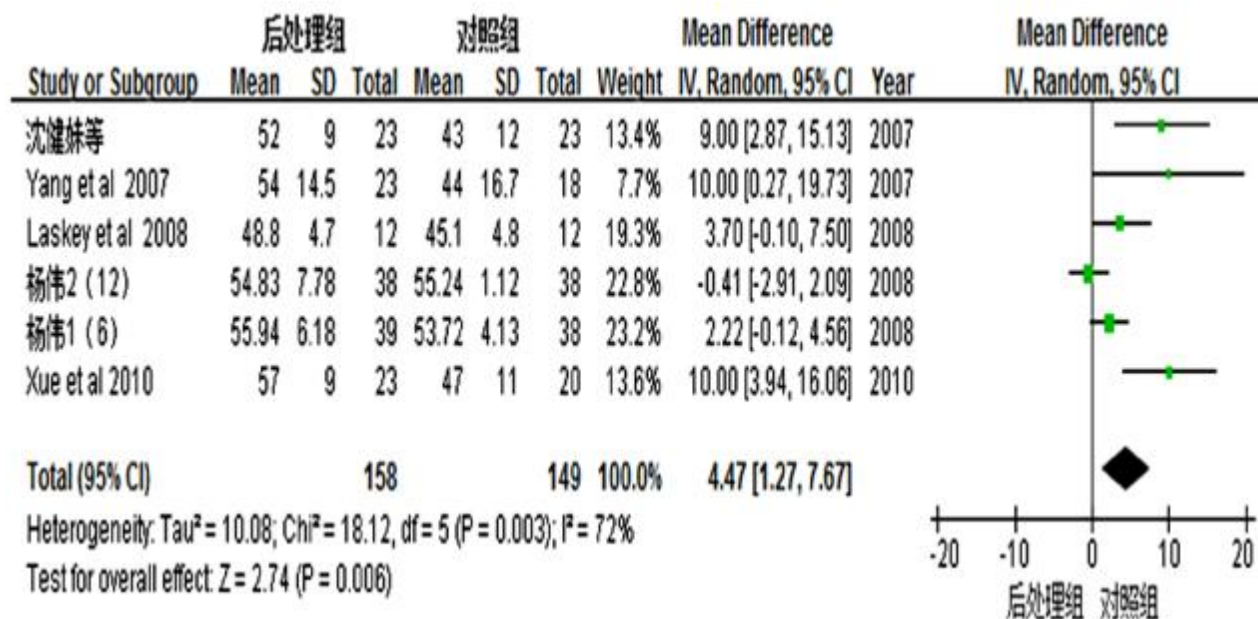 后处理组 对照组 Mean Difference Mean Difference
Study or Subgroup Mean SD Total Mean SD Total Weight IV, Random, 95% CI Year IV, Random, 95% CI
沈健妹等 52 9 23 43 12 23 13.4% 9.00 [2.87, 15.13] 2007
Yang et al 2007 54 14.5 23 44 16.7 18 7.7% 10.00 [0.27, 19.73] 2007
Laskey et al 2008 48.8 4.7 12 45.1 4.8 12 19.3% 3.70 [-0.10, 7.50] 2008
杨伟2（12） 54.83 7.78 38 55.24 1.12 38 22.8% -0.41 [-2.91, 2.09] 2008
杨伟1（6） 55.94 6.18 39 53.72 4.13 38 23.2% 2.22 [-0.12, 4.56] 2008
Xue et al 2010 57 9 23 47 11 20 13.6% 10.00 [3.94, 16.06] 2010
Total (95% CI) 158 149 100.0% 4.47 [1.27, 7.67]
Heterogeneity: Tau² = 10.08; Chi² = 18.12, df = 5 (P = 0.003); I² = 72%
Test for overall effect: Z = 2.74 (P = 0.006)
-20 -10 0 10 20
后处理组 对照组